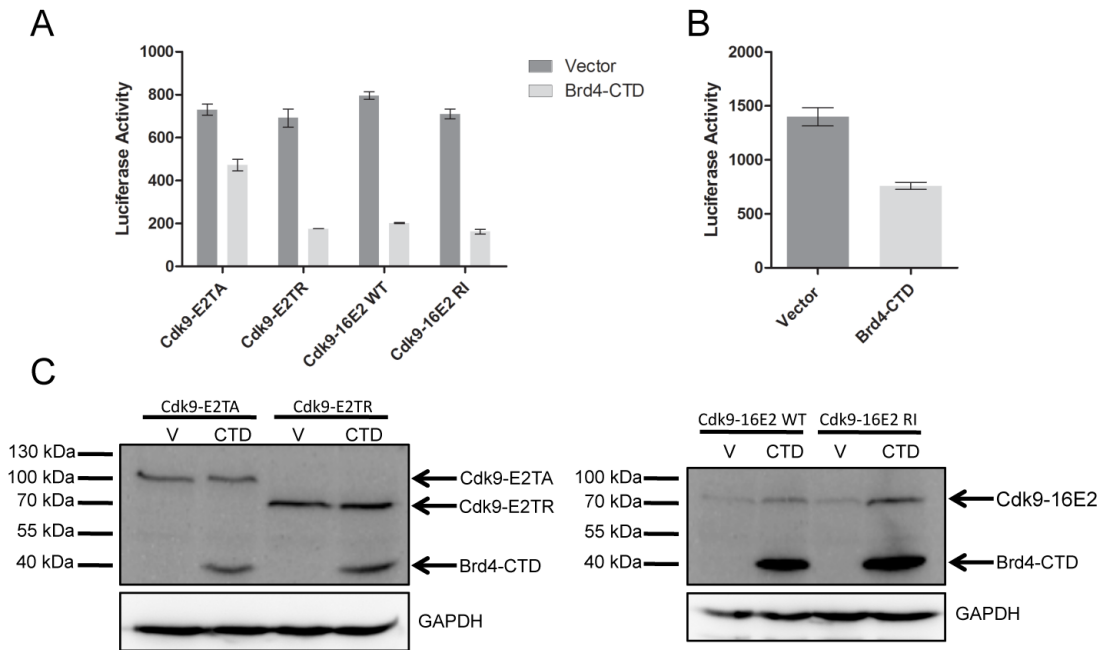 A
Luciferase Activity
1000
800
600
400
200
0
Cdk9-E2TA
Cdk9-E2TR
Cdk9-16E2 WT
Cdk9-16E2 RI
Vector
Brd4-CTD
B
Luciferase Activity
2000
1500
1000
500
0
Vector
Brd4-CTD
C
Cdk9-E2TA
Cdk9-E2TR
V
CTD
V
CTD
130 kDa
100 kDa
70 kDa
55 kDa
40 kDa
Cdk9-E2TA
Cdk9-E2TR
Brd4-CTD
GAPDH
Cdk9-16E2 WT
Cdk9-16E2 RI
V
CTD
V
CTD
100 kDa
70 kDa
55 kDa
40 kDa
Cdk9-16E2
Brd4-CTD
GAPDH